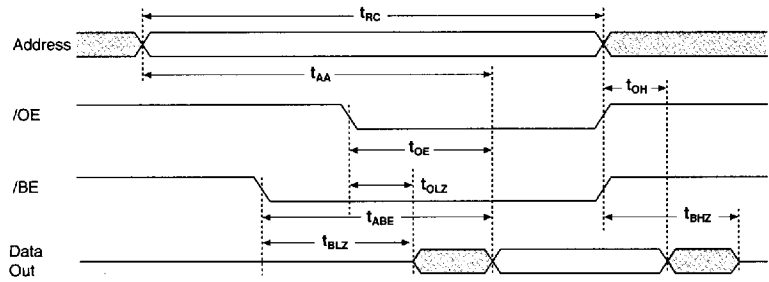 tRC
Address
tAA
tOH
/OE
tOE
tOLZ
/BE
tABE
tBHZ
tBLZ
Data
Out